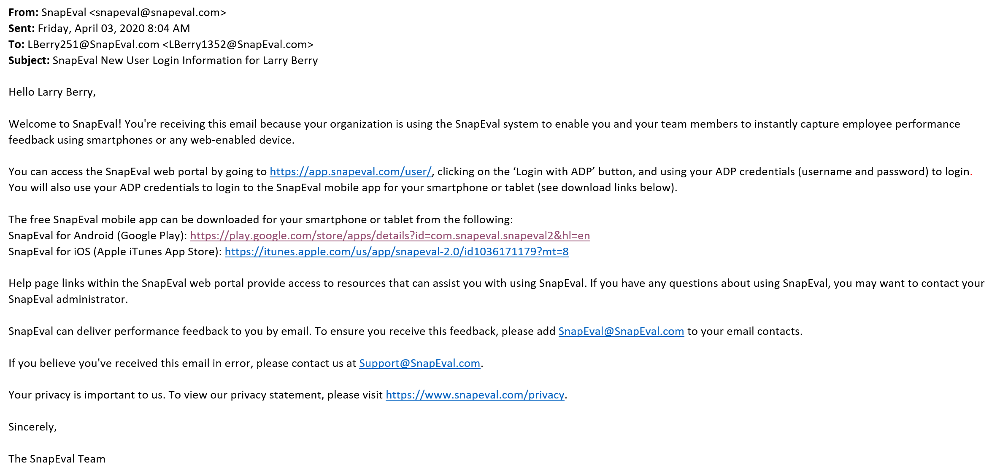 From: SnapEval <snapeval@snapeval.com>
Sent: Friday, April 03, 2020 8:04 AM
To: LBerry251@SnapEval.com <LBerry1352@SnapEval.com>
Subject: SnapEval New User Login Information for Larry Berry
Hello Larry Berry,
Welcome to SnapEval! You're receiving this email because your organization is using the SnapEval system to enable you and your team members to instantly capture employee performance
feedback using smartphones or any web-enabled device.
You can access the SnapEval web portal by going to https://app.snapeval.com/user/, clicking on the ‘Login with ADP’ button, and using your ADP credentials (username and password) to login.
You will also use your ADP credentials to login to the SnapEval mobile app for your smartphone or tablet (see download links below).
The free SnapEval mobile app can be downloaded for your smartphone or tablet from the following:
SnapEval for Android (Google Play): https://play.google.com/store/apps/details?id=com.snapeval.snapeval2&hl=en
SnapEval for iOS (Apple iTunes App Store): https://itunes.apple.com/us/app/snapeval-2.0/id1036171179?mt=8
Help page links within the SnapEval web portal provide access to resources that can assist you with using SnapEval. If you have any questions about using SnapEval, you may want to contact your
SnapEval administrator.
SnapEval can deliver performance feedback to you by email. To ensure you receive this feedback, please add SnapEval@SnapEval.com to your email contacts.
If you believe you've received this email in error, please contact us at Support@SnapEval.com.
Your privacy is important to us. To view our privacy statement, please visit https://www.snapeval.com/privacy.
Sincerely,
The SnapEval Team